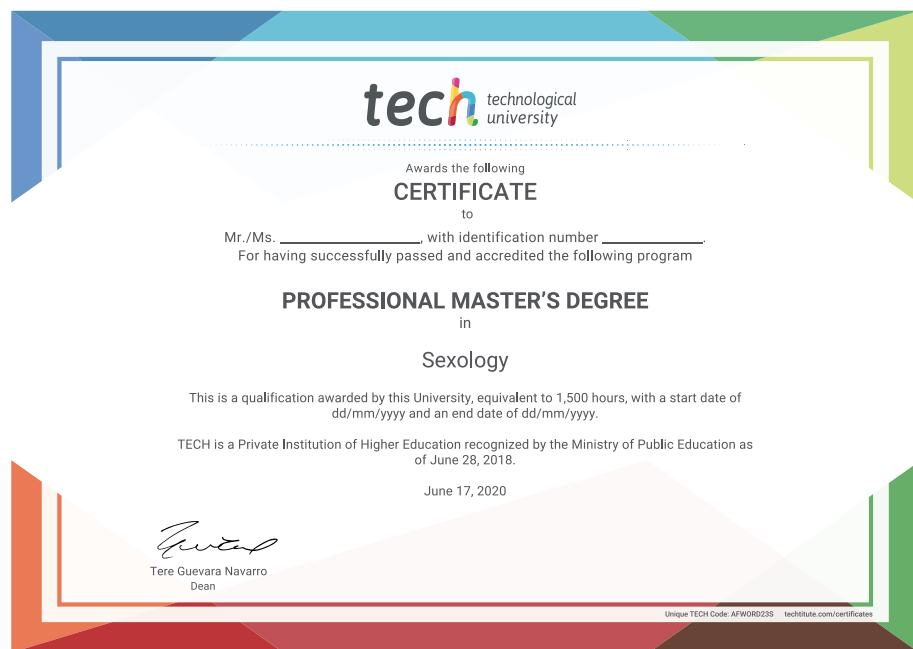 tech technological
university
Awards the following
CERTIFICATE
to
Mr./Ms. ____________________, with identification number ______________.
For having successfully passed and accredited the following program
PROFESSIONAL MASTER'S DEGREE
in
Sexology
This is a qualification awarded by this University, equivalent to 1,500 hours, with a start date of
dd/mm/yyyy and an end date of dd/mm/yyyy.
TECH is a Private Institution of Higher Education recognized by the Ministry of Public Education as
of June 28, 2018.
June 17, 2020
Tere Guevara Navarro
Dean
Unique TECH Code: AFWORD23S techtitute.com/certificates